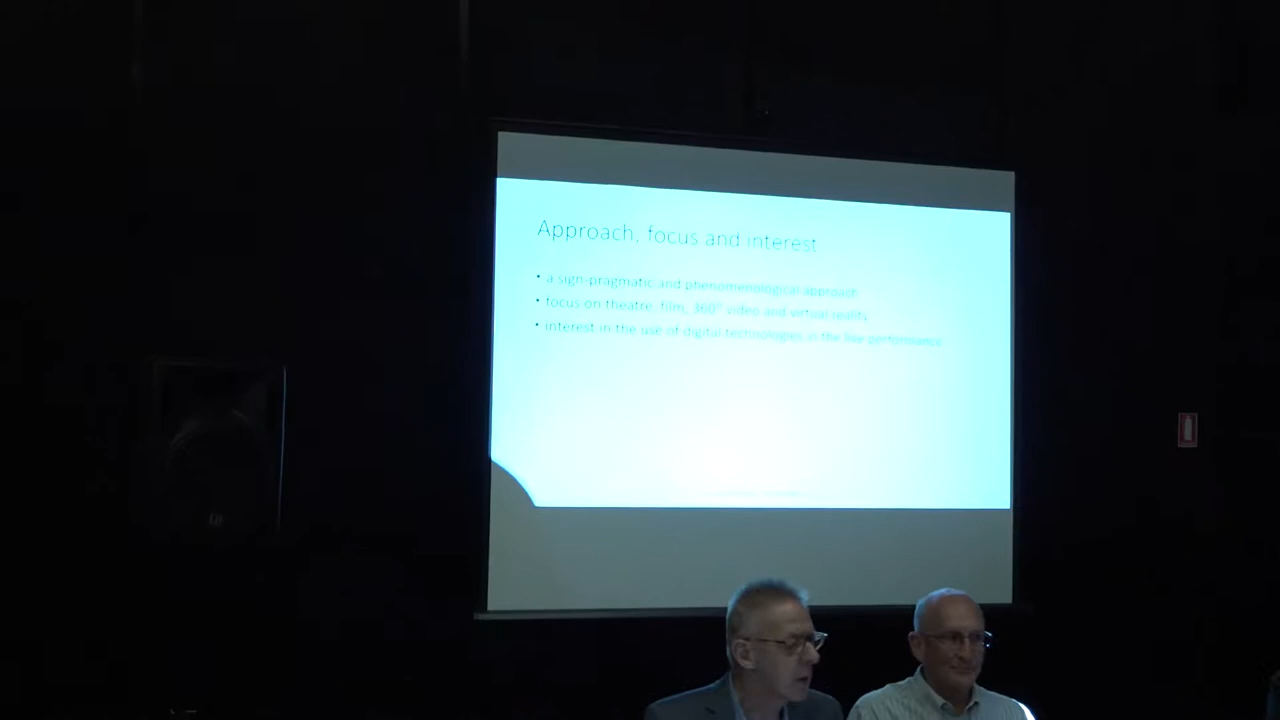 Approach, focus and interest
• a sign-pragmatic and phenomenological approach
• focus on theatre, film, 360° video and virtual reality
• interest in the use of digital technologies in the live performance